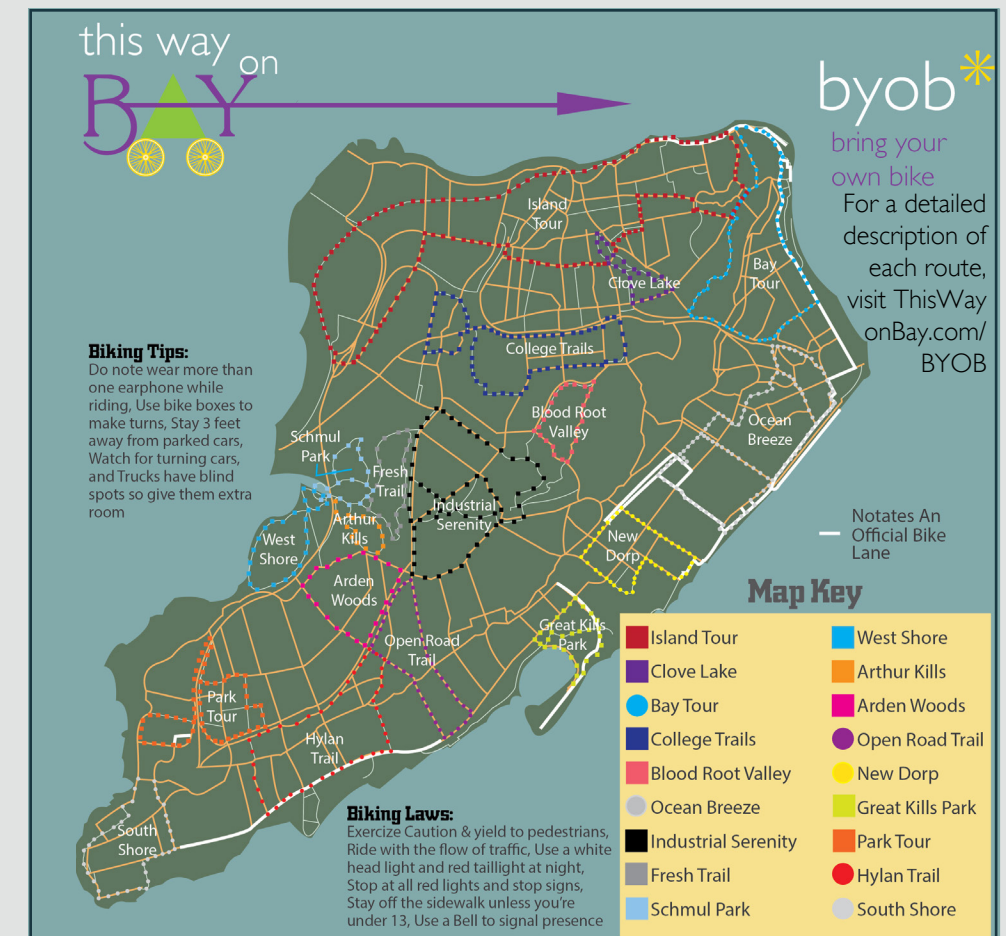 this way on
BAY
byob*
bring your
own bike
For a detailed
description of
each route,
visit ThisWay
onBay.com/
BYOB
Island
Tour
Clove Lake
Bay
Tour
College Trails
Blood Root
Valley
Ocean
Breeze
Biking Tips:
Do note wear more than
one earphone while
riding, Use bike boxes to
make turns, Stay 3 feet
away from parked cars,
Watch for turning cars,
and Trucks have blind
spots so give them extra
room
Schmul
Park
Fresh
Trail
Industrial
Serenity
Arthur
Kills
West
Shore
New
Dorp
Notates An
Official Bike
Lane
Arden
Woods
Open Road
Trail
Great Kills
Park
Park
Tour
Hylan
Trail
South
Shore
Biking Laws:
Exercize Caution & yield to pedestrians,
Ride with the flow of traffic, Use a white
head light and red taillight at night,
Stop at all red lights and stop signs,
Stay off the sidewalk unless you're
under 13, Use a Bell to signal presence
Map Key
Island Tour
Clove Lake
Bay Tour
College Trails
Blood Root Valley
Ocean Breeze
Industrial Serenity
Fresh Trail
Schmul Park
West Shore
Arthur Kills
Arden Woods
Open Road Trail
New Dorp
Great Kills Park
Park Tour
Hylan Trail
South Shore